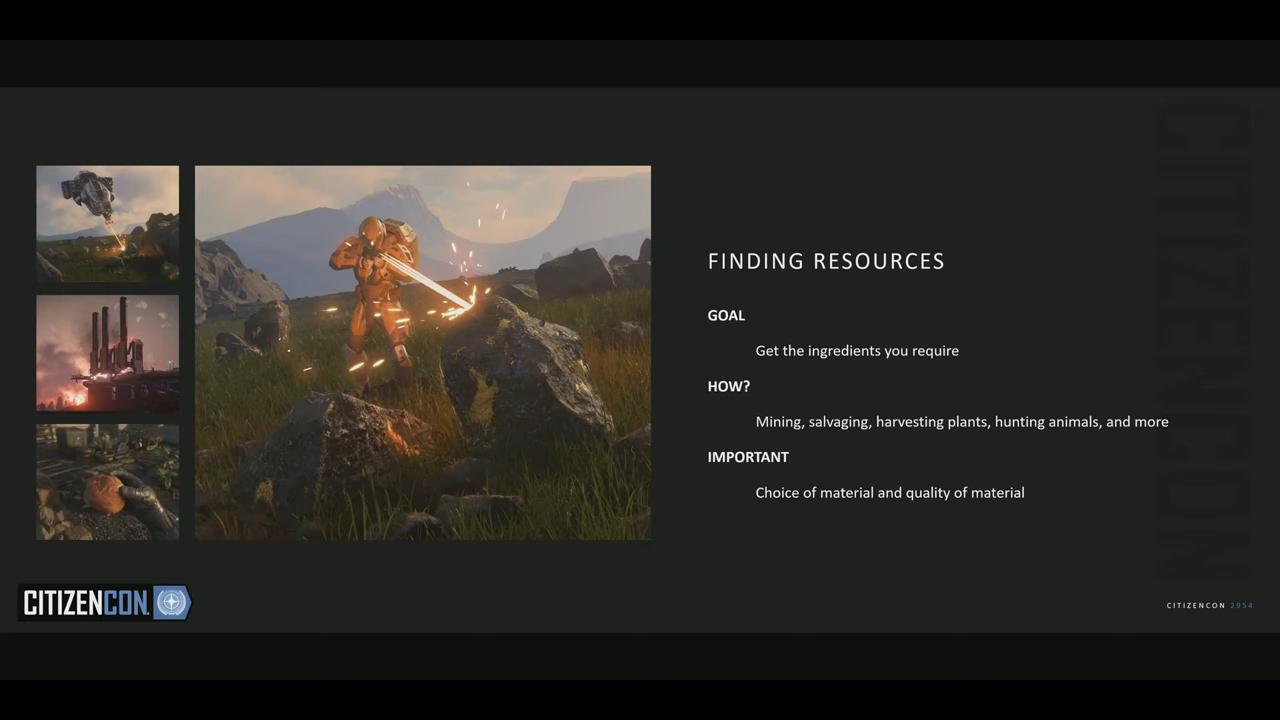 FINDING RESOURCES
GOAL
Get the ingredients you require
HOW?
Mining, salvaging, harvesting plants, hunting animals, and more
IMPORTANT
Choice of material and quality of material
CITIZENCON
CITIZENCON.
CITIZENCON 2954